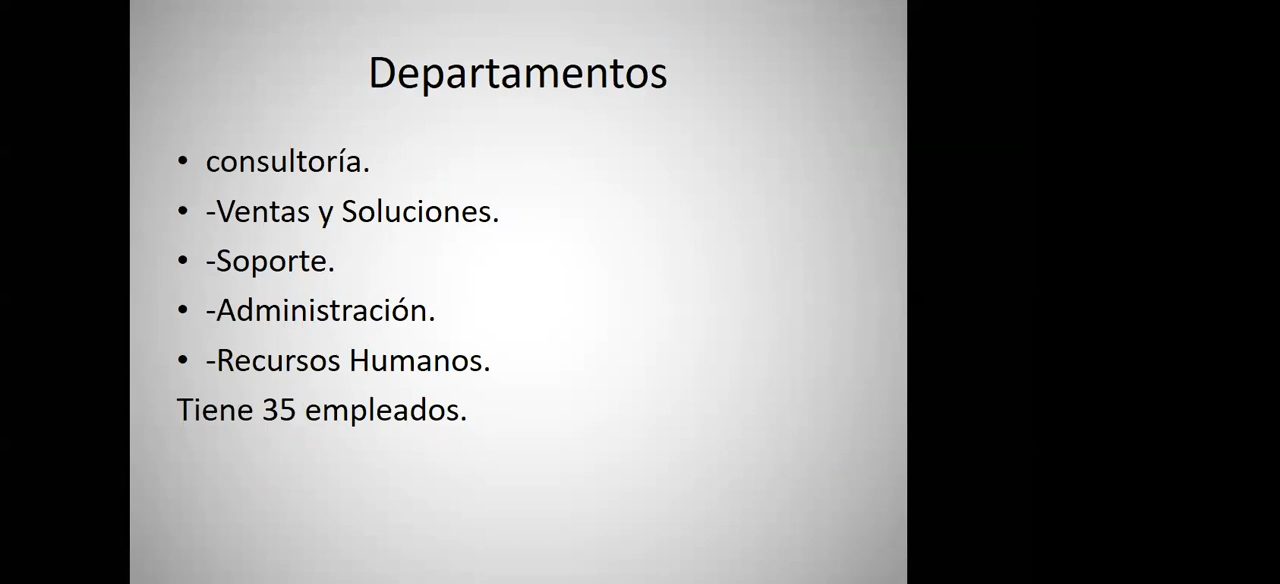 Departamentos
• consultoría.
• -Ventas y Soluciones.
• -Soporte.
• -Administración.
• -Recursos Humanos.
Tiene 35 empleados.